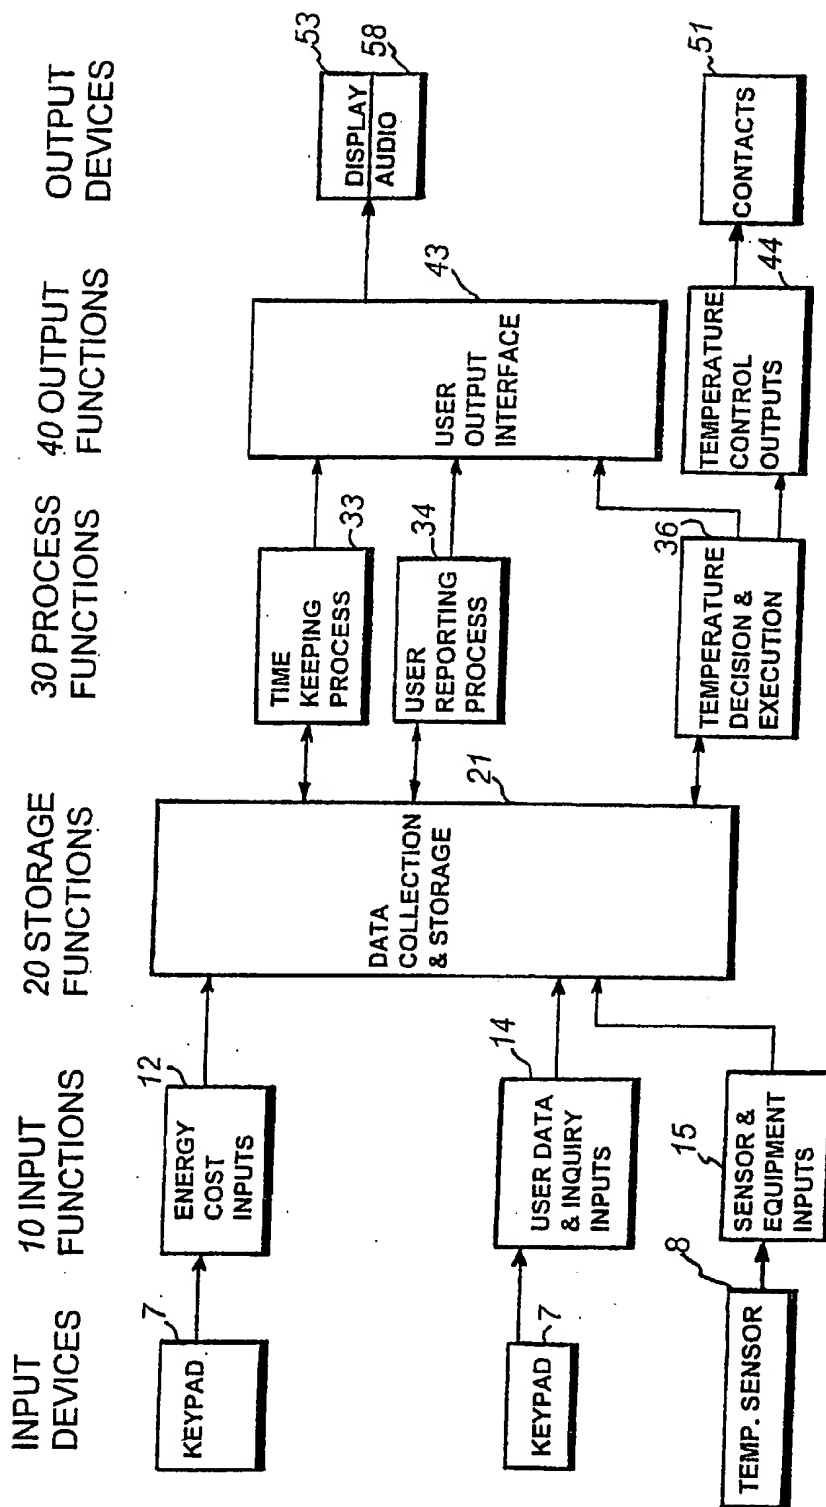 INPUT
DEVICES
10 INPUT
FUNCTIONS
20 STORAGE
FUNCTIONS
30 PROCESS
FUNCTIONS
40 OUTPUT
FUNCTIONS
OUTPUT
DEVICES
7
KEYPAD
12
ENERGY
COST
INPUTS
7
KEYPAD
14
USER DATA
& INQUIRY
INPUTS
8
TEMP. SENSOR
15
SENSOR &
EQUIPMENT
INPUTS
21
DATA
COLLECTION
& STORAGE
33
TIME
KEEPING
PROCESS
34
USER
REPORTING
PROCESS
36
TEMPERATURE
DECISION &
EXECUTION
43
USER
OUTPUT
INTERFACE
44
TEMPERATURE
CONTROL
OUTPUTS
53
DISPLAY
AUDIO
58
51
CONTACTS